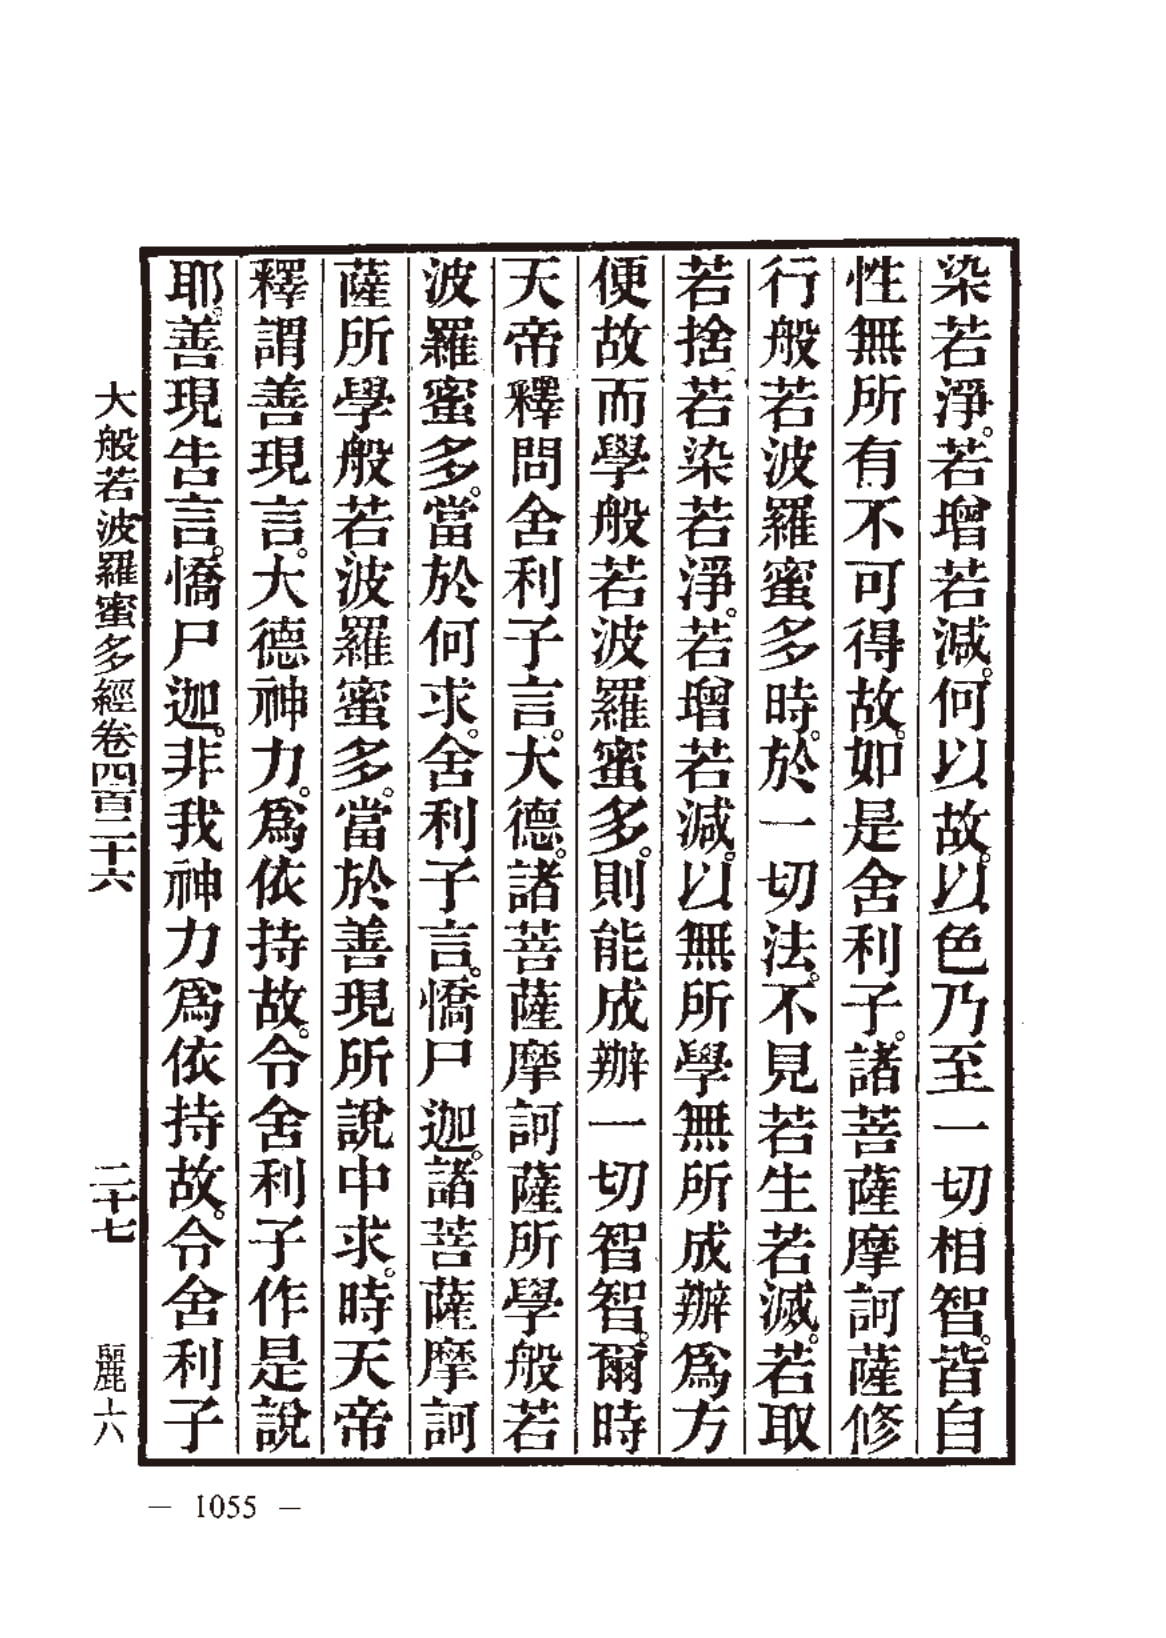 染若淨。若增若減。何以故。以色乃至一切相智。皆自
性無所有不可得故。如是舍利子。諸菩薩摩訶薩修
行般若波羅蜜多時。於一切法。不見若生若滅。若取
若捨若染若淨。若增若減。以無所學無所成辦爲方
便故而學般若波羅蜜多。則能成辦一切智智。爾時
天帝釋問舍利子言。大德。諸菩薩摩訶薩所學般若
波羅蜜多。當於何求。舍利子言。憍尸迦。諸菩薩摩訶
薩所學般若波羅蜜多。當於善現所說中求。時天帝
釋謂善現言。大德神力。爲依持故。令舍利子作是說
耶。善現告言。憍尸迦。非我神力爲依持故。令舍利子
大般若波羅蜜多經卷四百二十六 二十七 麗十六
— 1055 —